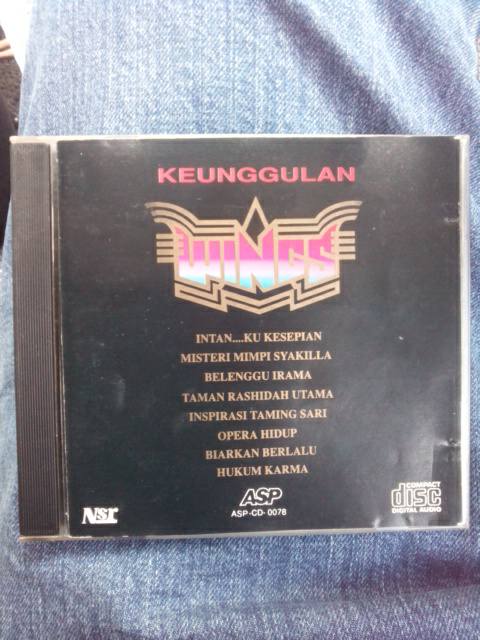 KEUNGGULAN
WINGS
INTAN....KU KESEPIAN
MISTERI MIMPI SYAKILLA
BELENGGU IRAMA
TAMAN RASHIDAH UTAMA
INSPIRASI TAMING SARI
OPERA HIDUP
BIARKAN BERLALU
HUKUM KARMA
NSR
ASP
ASP-CD- 0078
COMPACT
disc
DIGITAL AUDIO